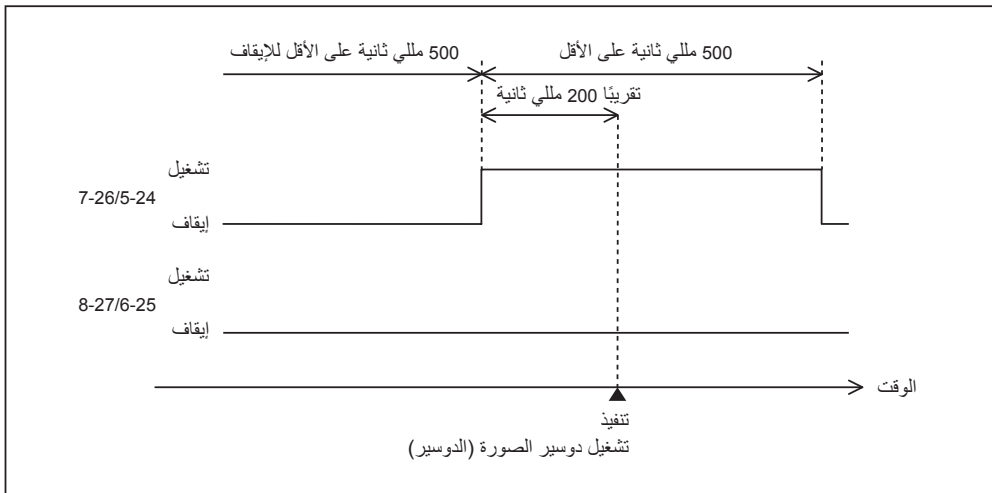 500 مللي ثانية على الأقل للإيقاف
500 مللي ثانية على الأقل
تقريبًا 200 مللي ثانية
تشغيل
7-26/5-24
إيقاف
تشغيل
8-27/6-25
إيقاف
الوقت
تنفيذ
تشغيل دوسير الصورة (الدوسير)